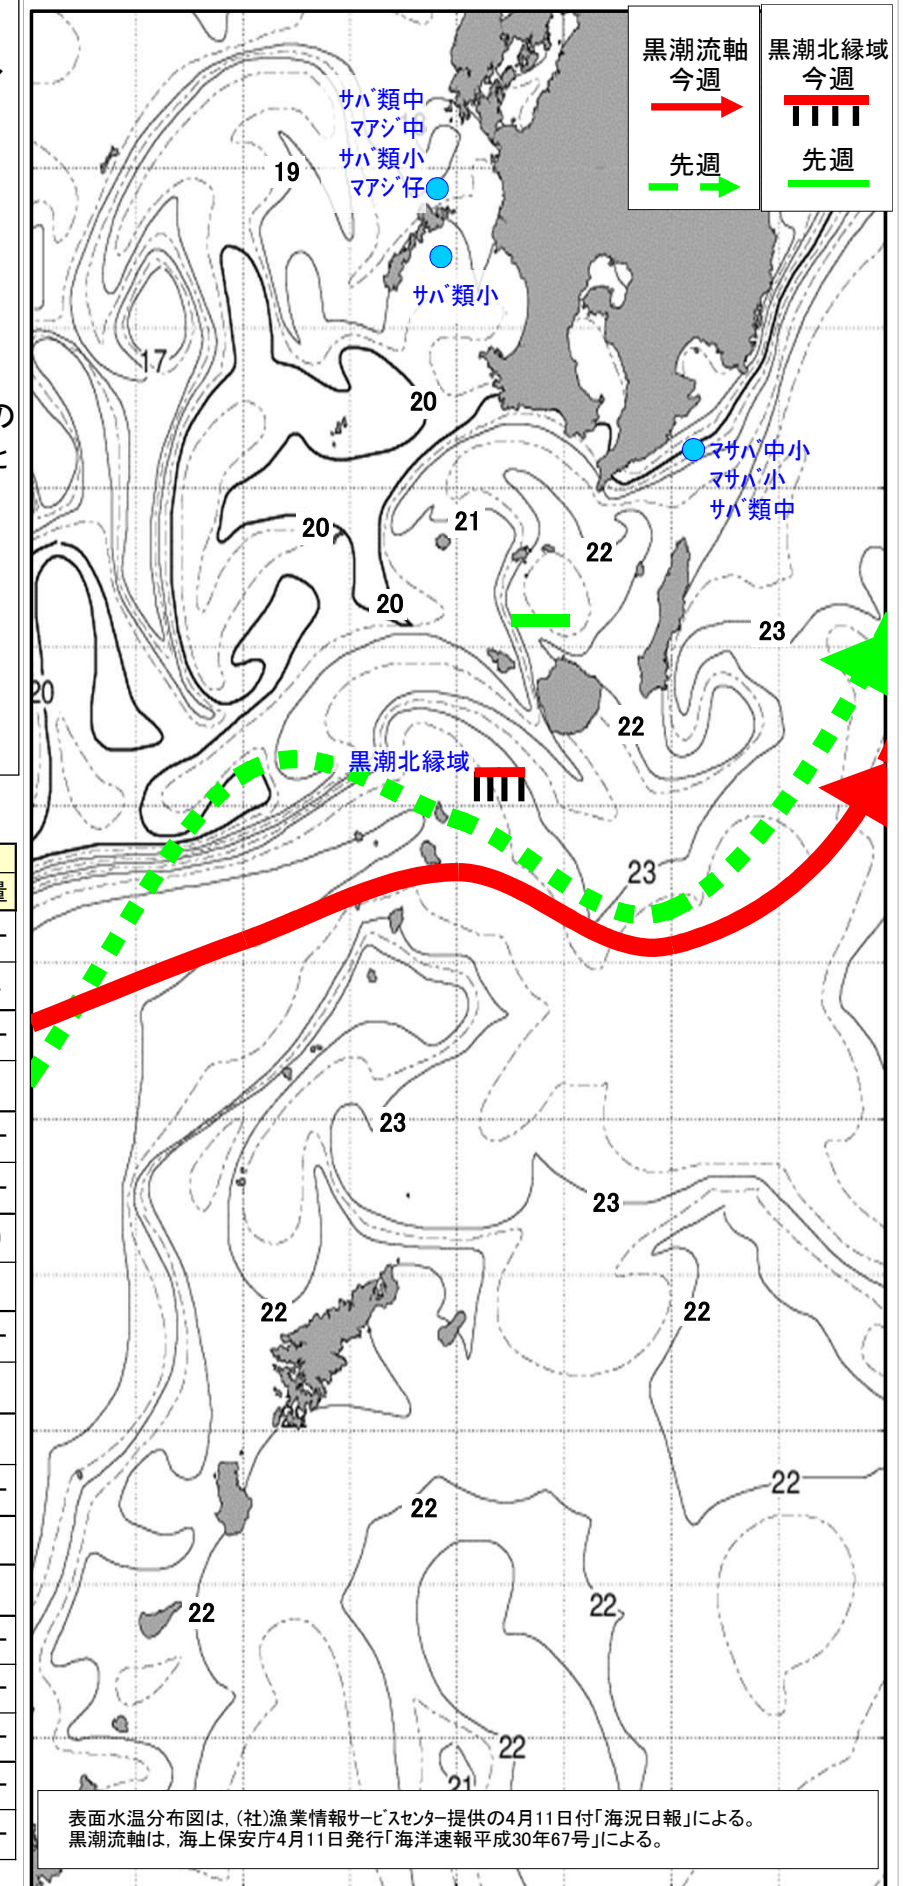 黒潮流軸
今週
先週
黒潮北縁域
今週
先週
サバ類中
マアジ中
サバ類小
マアジ仔
サバ類小
19
17
の
と
20
マサバ中小
マサバ小
サバ類中
20
21
22
20
23
20
22
黒潮北縁域
23
量
23
23
22
22
22
22
22
22
22
21
表面水温分布図は,(社)漁業情報サービスセンター提供の4月11日付「海況日報」による。
黒潮流軸は,海上保安庁4月11日発行「海洋速報平成30年67号」による。